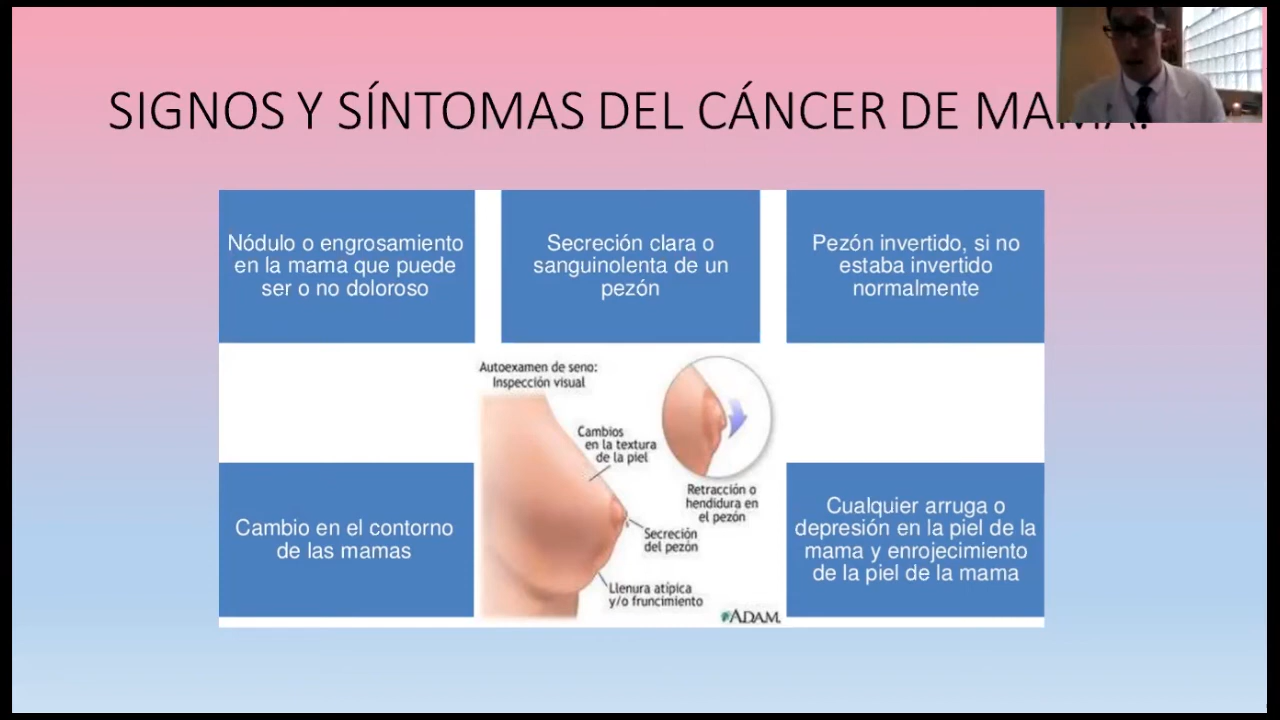 SIGNOS Y SÍNTOMAS DEL CÁNCER DE MAMA.
Nódulo o engrosamiento
en la mama que puede
ser o no doloroso
Secreción clara o
sanguinolenta de un
pezón
Pezón invertido, si no
estaba invertido
normalmente
Autoexamen de seno:
Inspección visual
Cambios
en la textura
de la piel
Retracción o
hendidura en
el pezón
Secreción
del pezón
Llenura atípica
y/o fruncimiento
ADAM.
Cambio en el contorno
de las mamas
Cualquier arruga o
depresión en la piel de la
mama y enrojecimiento
de la piel de la mama